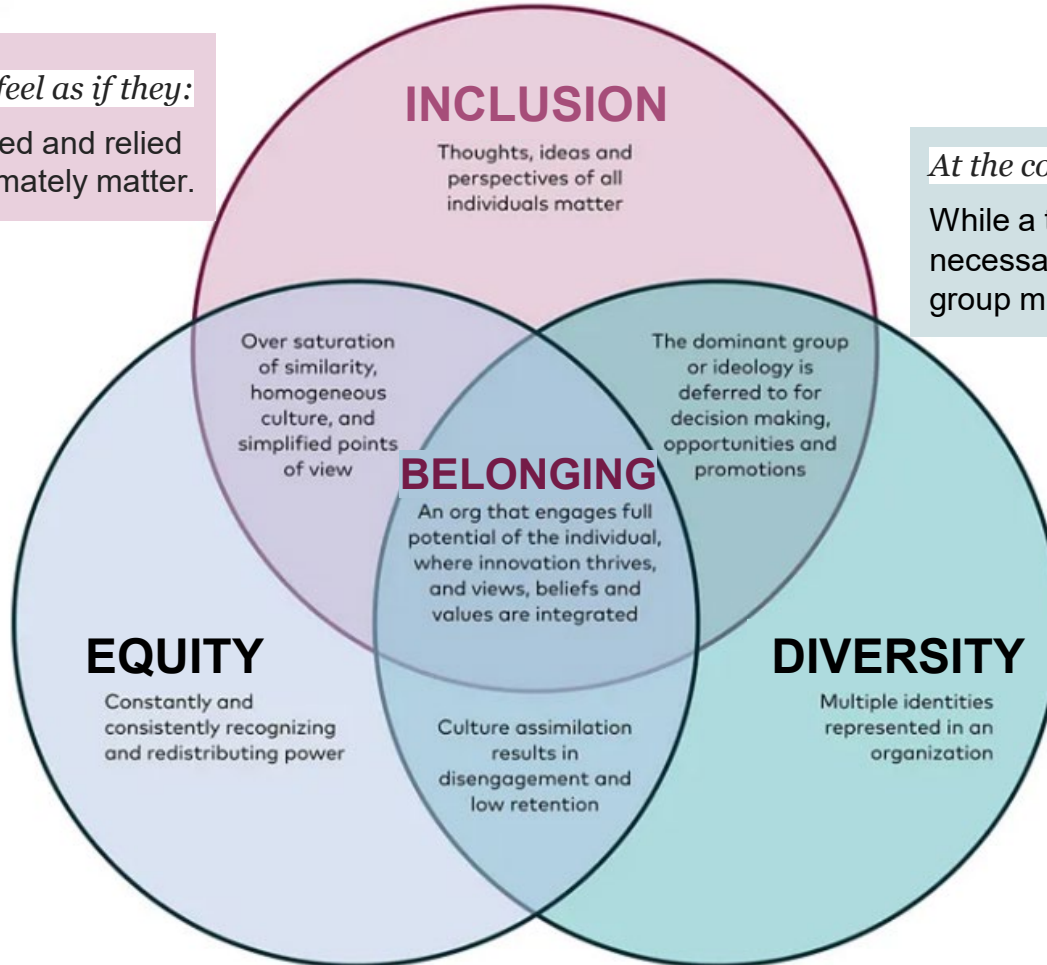 feel as if they:
ed and relied
mately matter.
INCLUSION
Thoughts, ideas and
perspectives of all
individuals matter
At the co
While a t
necessa
group m
Over saturation
of similarity,
homogeneous
culture, and
simplified points
of view
The dominant group
or ideology is
deferred to for
decision making,
opportunities and
promotions
BELONGING
An org that engages full
potential of the individual,
where innovation thrives,
and views, beliefs and
values are integrated
EQUITY
Constantly and
consistently recognizing
and redistributing power
DIVERSITY
Multiple identities
represented in an
organization
Culture assimilation
results in
disengagement and
low retention